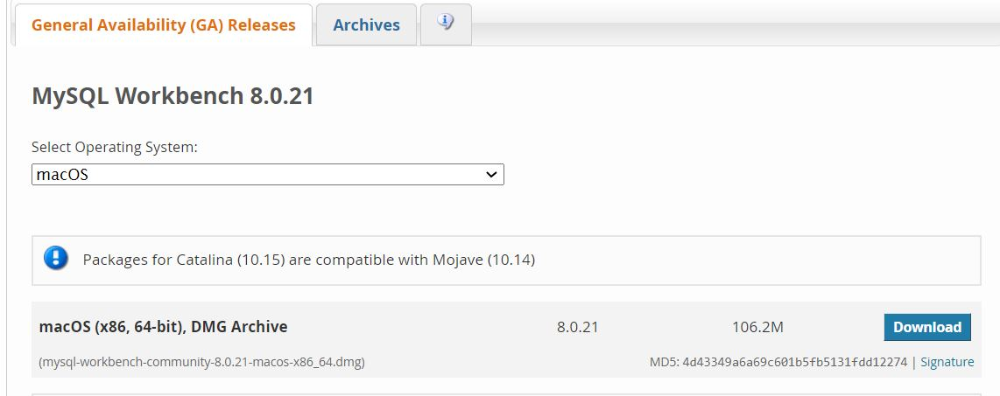 General Availability (GA) Releases
Archives
MySQL Workbench 8.0.21
Select Operating System:
macOS
Packages for Catalina (10.15) are compatible with Mojave (10.14)
macOS (x86, 64-bit), DMG Archive 8.0.21 106.2M Download
(mysql-workbench-community-8.0.21-macos-x86_64.dmg) MD5: 4d43349a6a69c601b5fb5131fdd12274 | Signature